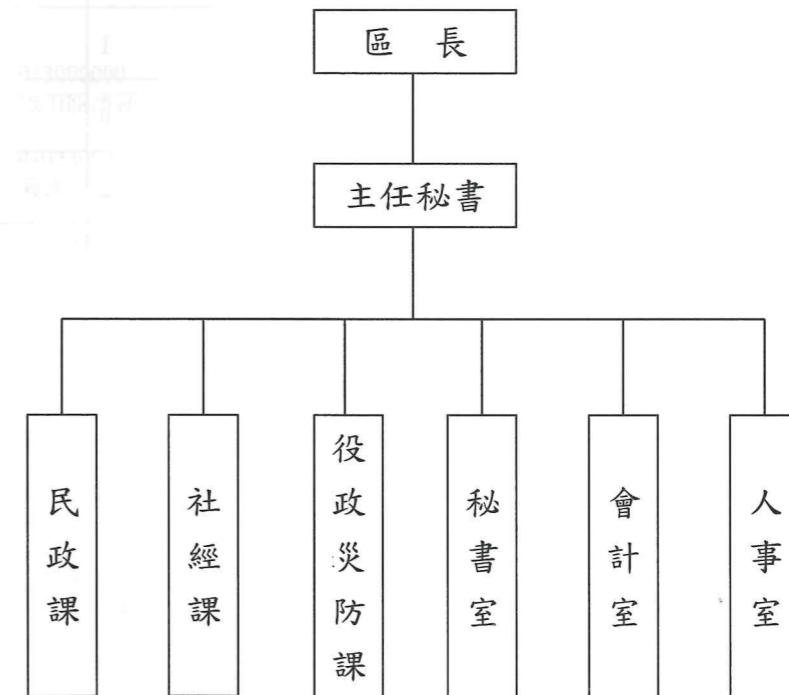 區 長
主任秘書
民政課
社經課
役政災防課
秘書室
會計室
人事室